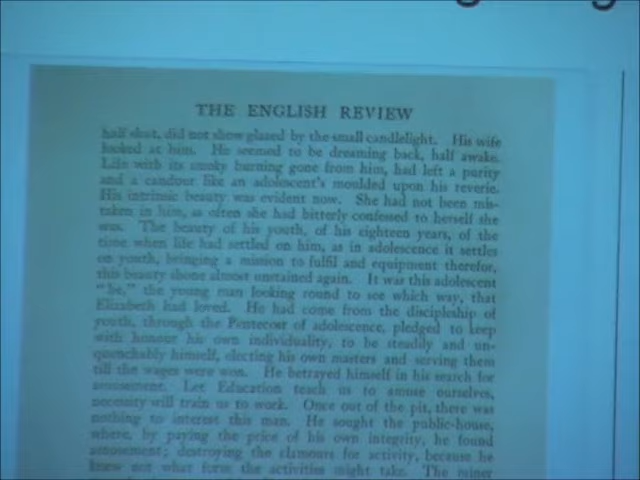 THE ENGLISH REVIEW
half shut, did not show glazed by the small candlelight. His wife
looked at him. He seemed to be dreaming back, half awake.
Life with its smoky burning gone from him, had left a purity
and a candour like an adolescent's moulded upon his reverie.
His intrinsic beauty was evident now. She had not been mis-
taken in him, as often she had bitterly confessed to herself she
was. The beauty of his youth, of his eighteen years, of the
time when life had settled on him, as in adolescence it settles
on youth, bringing a mission to fulfil and equipment therefor,
this beauty shone almost unstained again. It was this adolescent
"he," the young man looking round to see which way, that
Elizabeth had loved. He had come from the discipleship of
youth, through the Pentecost of adolescence, pledged to keep
with honour his own individuality, to be steadily and un-
quenchably himself, electing his own masters and serving them
till the wages were won. He betrayed himself in his search for
amusement. Let Education teach us to amuse ourselves,
necessity will train us to work. Once out of the pit, there was
nothing to interest this man. He sought the public-house,
where, by paying the price of his own integrity, he found
amusement; destroying the clamours for activity, because he
knew not what form the activities might take. The miner